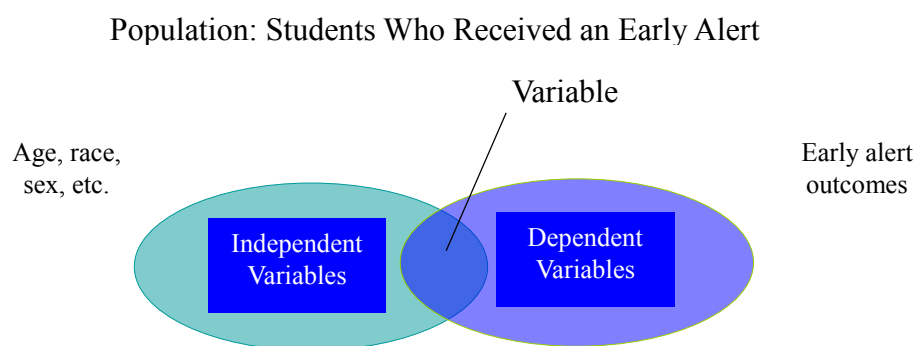 Population: Students Who Received an Early Alert
Variable
Age, race,
sex, etc.
Early alert
outcomes
Independent
Variables
Dependent
Variables